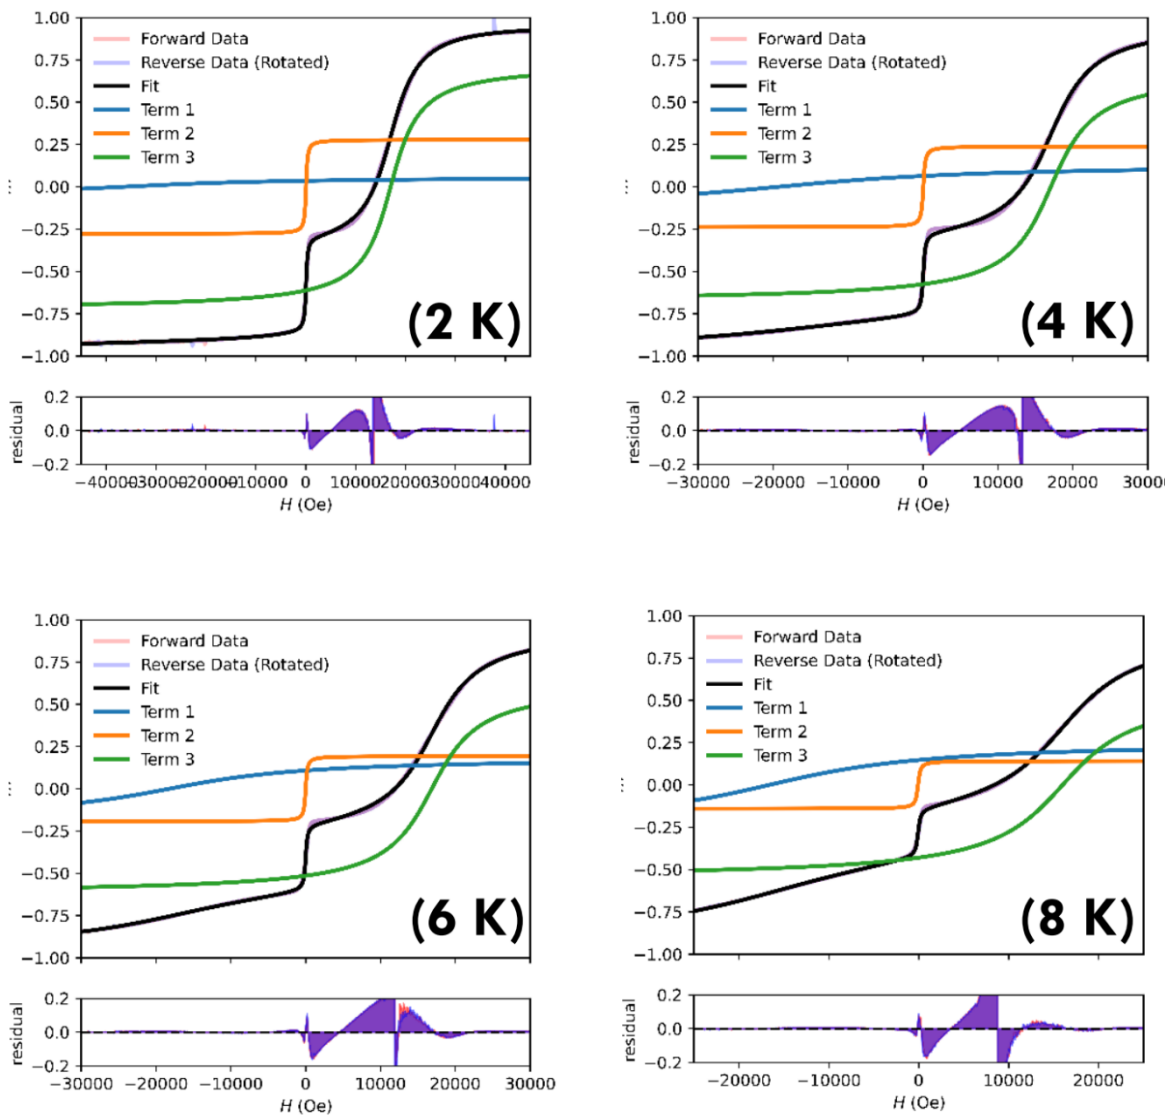 1.00
0.75
0.50
0.25
0.00
−0.25
−0.50
−0.75
−1.00
...
Forward Data
Reverse Data (Rotated)
Fit
Term 1
Term 2
Term 3
(2 K)
0.2
0.0
−0.2
residual
−40000 −30000 −20000 −10000 0 10000 20000 30000 40000
H (Oe)
1.00
0.75
0.50
0.25
0.00
−0.25
−0.50
−0.75
−1.00
...
Forward Data
Reverse Data (Rotated)
Fit
Term 1
Term 2
Term 3
(4 K)
0.2
0.0
−0.2
residual
−30000 −20000 −10000 0 10000 20000 30000
H (Oe)
1.00
0.75
0.50
0.25
0.00
−0.25
−0.50
−0.75
−1.00
...
Forward Data
Reverse Data (Rotated)
Fit
Term 1
Term 2
Term 3
(6 K)
0.2
0.0
−0.2
residual
−30000 −20000 −10000 0 10000 20000 30000
H (Oe)
1.00
0.75
0.50
0.25
0.00
−0.25
−0.50
−0.75
−1.00
...
Forward Data
Reverse Data (Rotated)
Fit
Term 1
Term 2
Term 3
(8 K)
0.2
0.0
−0.2
residual
−20000 −10000 0 10000 20000
H (Oe)